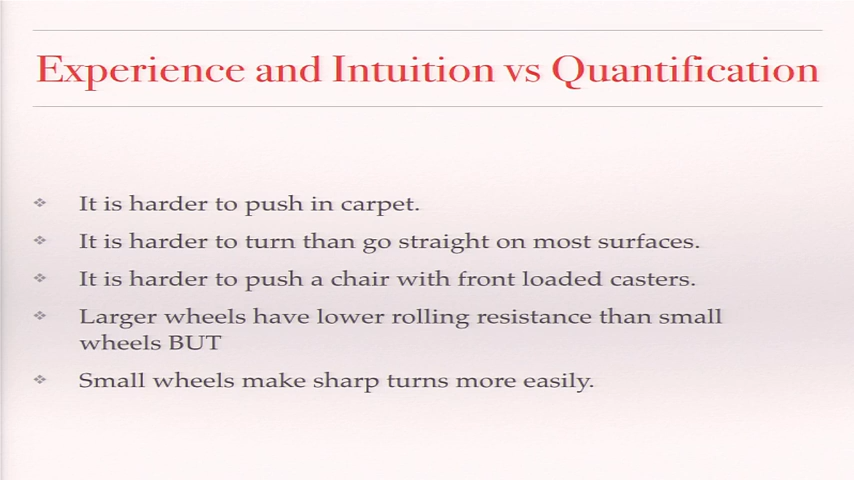 Experience and Intuition vs Quantification
It is harder to push in carpet.
It is harder to turn than go straight on most surfaces.
It is harder to push a chair with front loaded casters.
Larger wheels have lower rolling resistance than small
wheels BUT
Small wheels make sharp turns more easily.